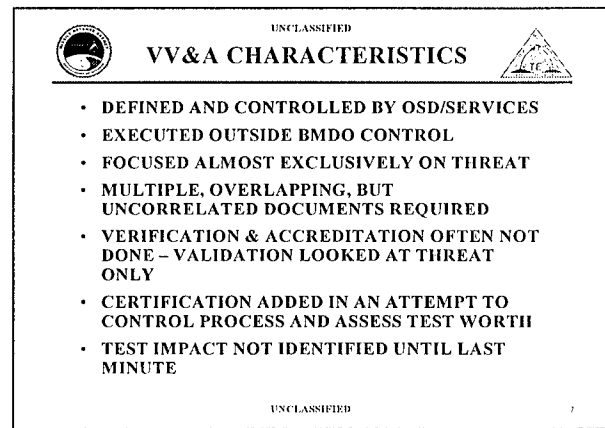 UNCLASSIFIED
VV&A CHARACTERISTICS
TE
• DEFINED AND CONTROLLED BY OSD/SERVICES
• EXECUTED OUTSIDE BMDO CONTROL
• FOCUSED ALMOST EXCLUSIVELY ON THREAT
• MULTIPLE, OVERLAPPING, BUT
UNCORRELATED DOCUMENTS REQUIRED
• VERIFICATION & ACCREDITATION OFTEN NOT
DONE – VALIDATION LOOKED AT THREAT
ONLY
• CERTIFICATION ADDED IN AN ATTEMPT TO
CONTROL PROCESS AND ASSESS TEST WORTH
• TEST IMPACT NOT IDENTIFIED UNTIL LAST
MINUTE
UNCLASSIFIED